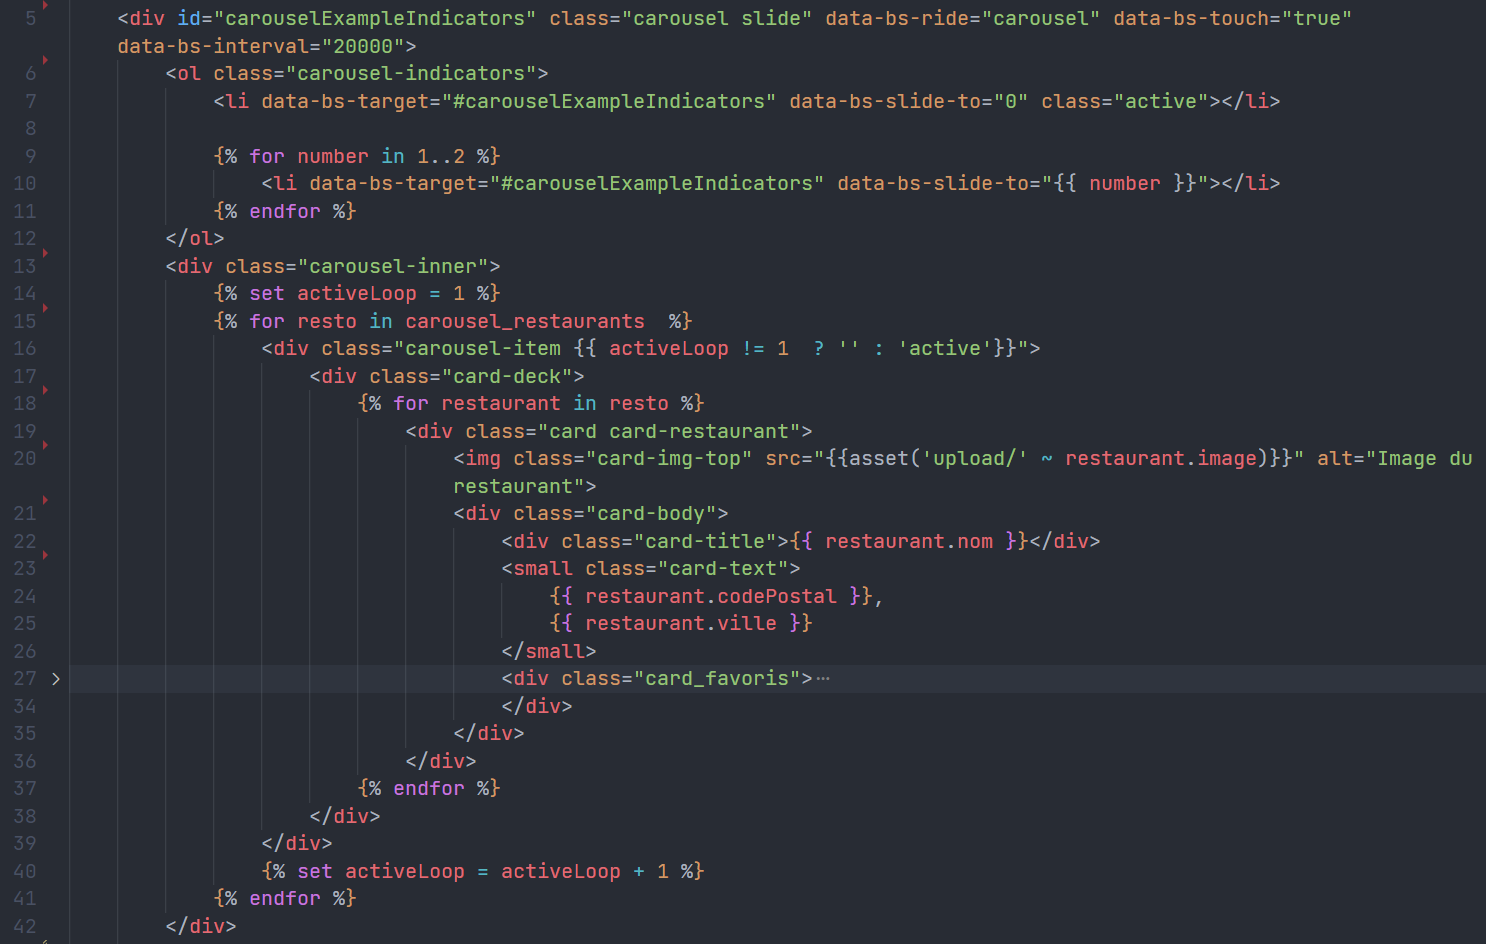 5 <div id="carouselExampleIndicators" class="carousel slide" data-bs-ride="carousel" data-bs-touch="true"
data-bs-interval="20000">
6 <ol class="carousel-indicators">
7 <li data-bs-target="#carouselExampleIndicators" data-bs-slide-to="0" class="active"></li>
8
9 {% for number in 1..2 %}
10 <li data-bs-target="#carouselExampleIndicators" data-bs-slide-to="{{ number }}"></li>
11 {% endfor %}
12 </ol>
13 <div class="carousel-inner">
14 {% set activeLoop = 1 %}
15 {% for resto in carousel_restaurants  %}
16 <div class="carousel-item {{ activeLoop != 1  ? '' : 'active'}}">
17 <div class="card-deck">
18 {% for restaurant in resto %}
19 <div class="card card-restaurant">
20 <img class="card-img-top" src="{{asset('upload/' ~ restaurant.image)}}" alt="Image du
restaurant">
21 <div class="card-body">
22 <div class="card-title">{{ restaurant.nom }}</div>
23 <small class="card-text">
24 {{ restaurant.codePostal }},
25 {{ restaurant.ville }}
26 </small>
27 <div class="card_favoris">…
34 </div>
35 </div>
36 </div>
37 {% endfor %}
38 </div>
39 </div>
40 {% set activeLoop = activeLoop + 1 %}
41 {% endfor %}
42 </div>